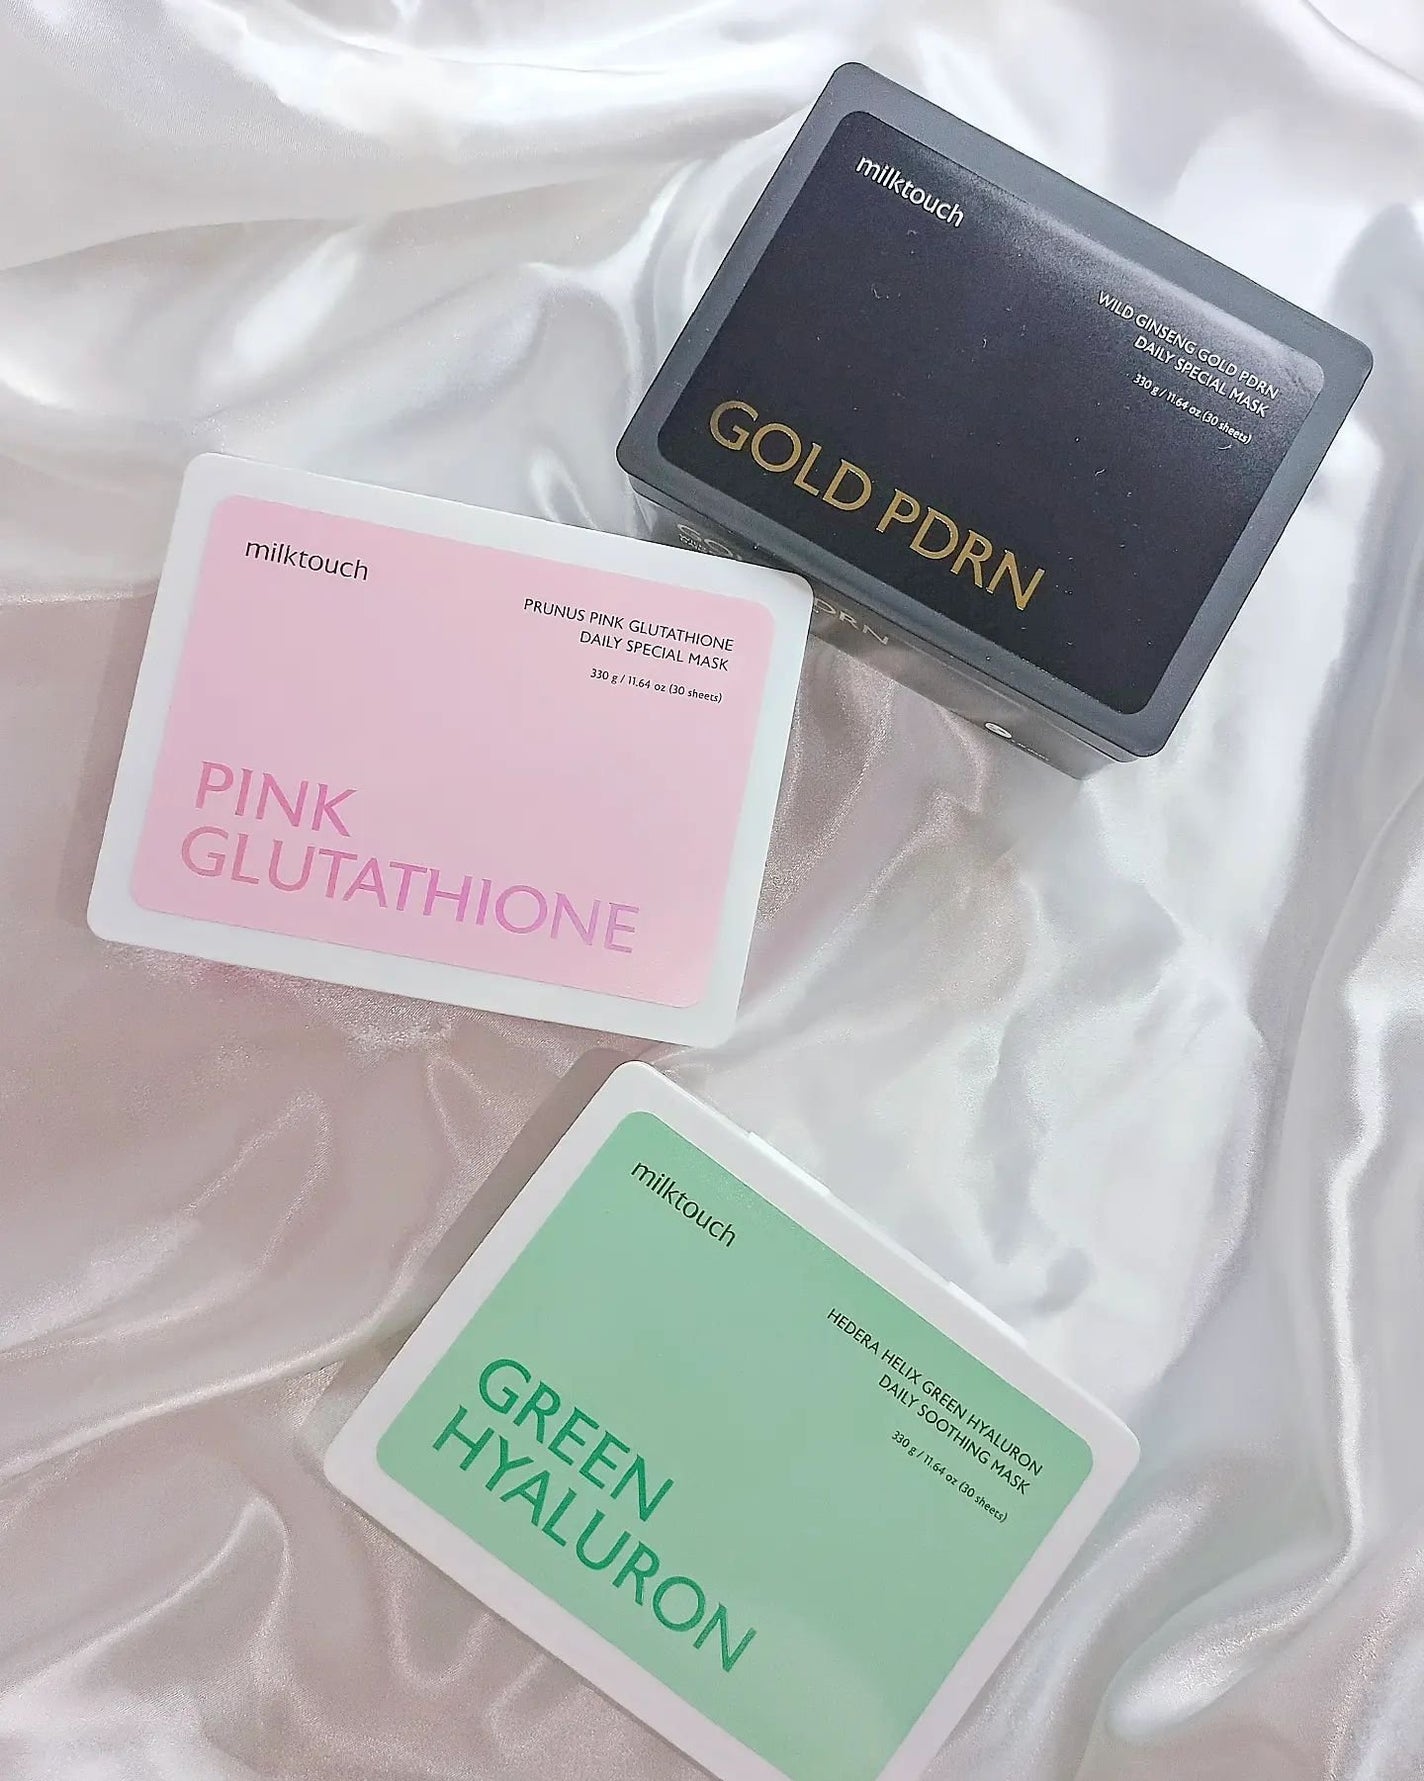 milktouch
WILD GINSENG GOLD PDRN
DAILY SPECIAL MASK
330 g / 11.64 oz (30 sheets)
GOLD PDRN
milktouch
PRUNUS PINK GLUTATHIONE
DAILY SPECIAL MASK
330 g / 11.64 oz (30 sheets)
PINK
GLUTATHIONE
milktouch
HEDERA HELIX GREEN HYALURON
DAILY SOOTHING MASK
330 g / 11.64 oz (30 sheets)
GREEN
HYALURON